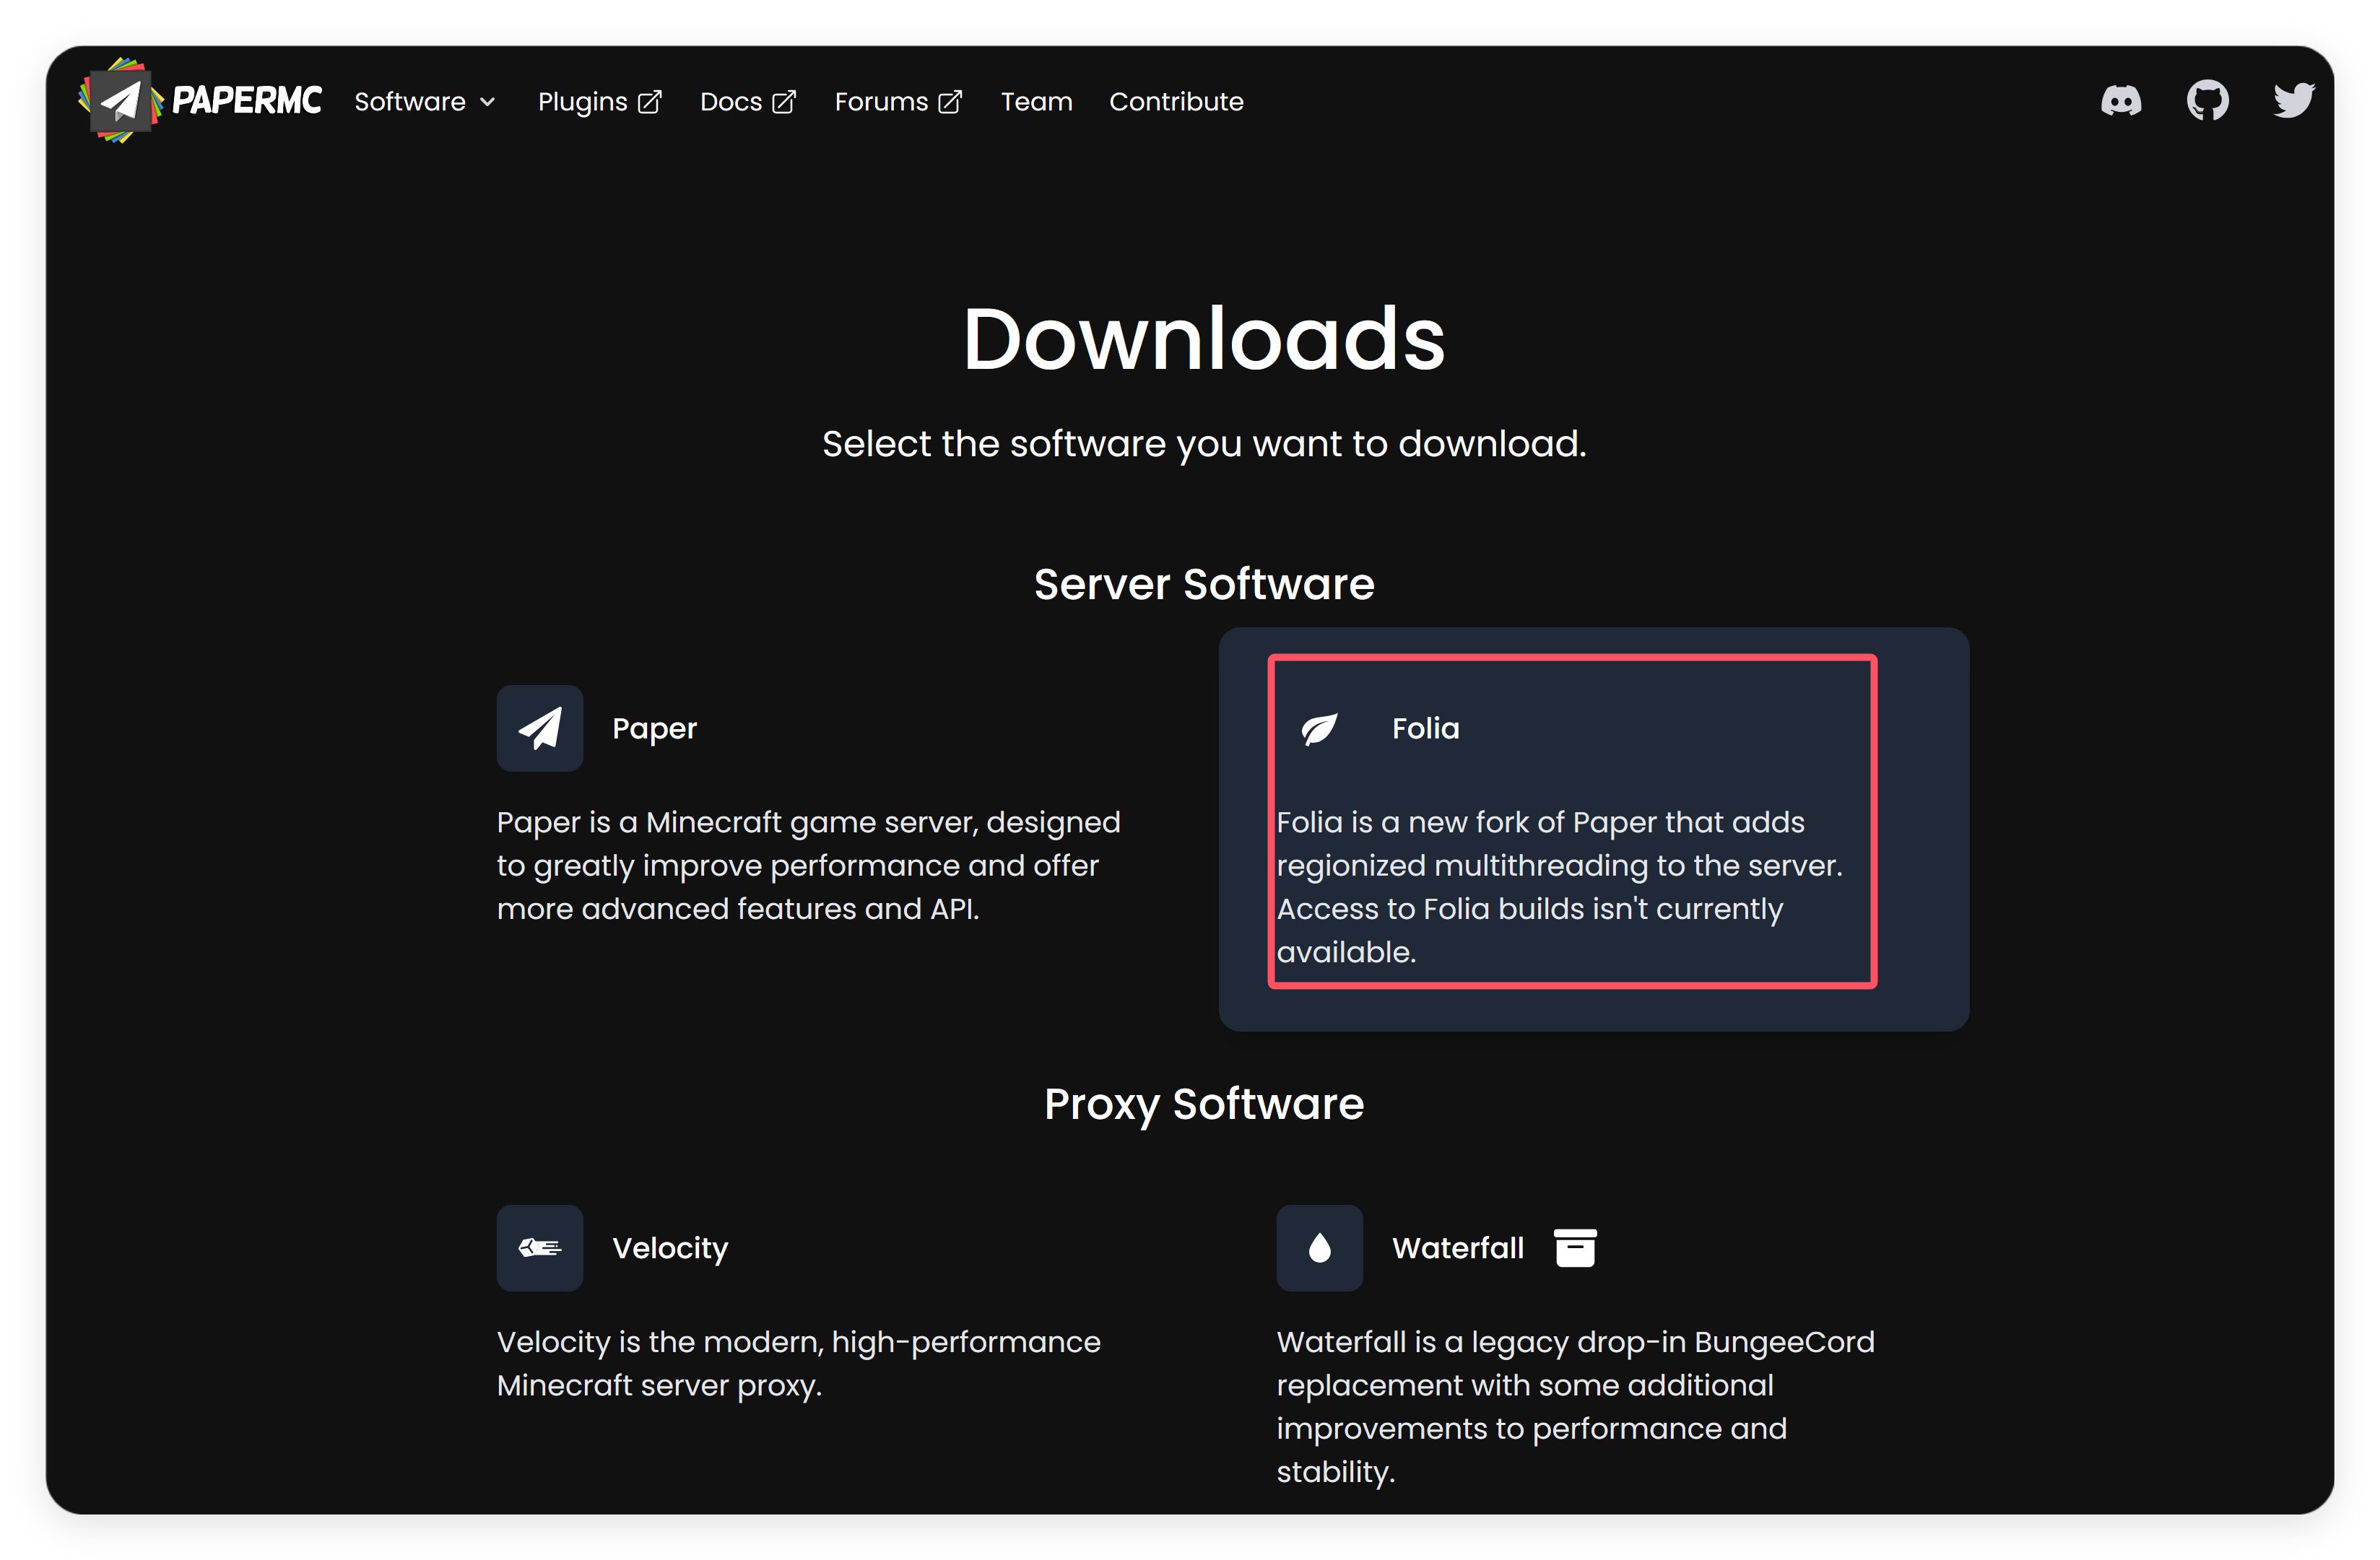 PAPERMC Software Plugins Docs Forums Team Contribute
Downloads
Select the software you want to download.
Server Software
Paper
Paper is a Minecraft game server, designed
to greatly improve performance and offer
more advanced features and API.
Folia
Folia is a new fork of Paper that adds
regionized multithreading to the server.
Access to Folia builds isn't currently
available.
Proxy Software
Velocity
Velocity is the modern, high-performance
Minecraft server proxy.
Waterfall
Waterfall is a legacy drop-in BungeeCord
replacement with some additional
improvements to performance and
stability.